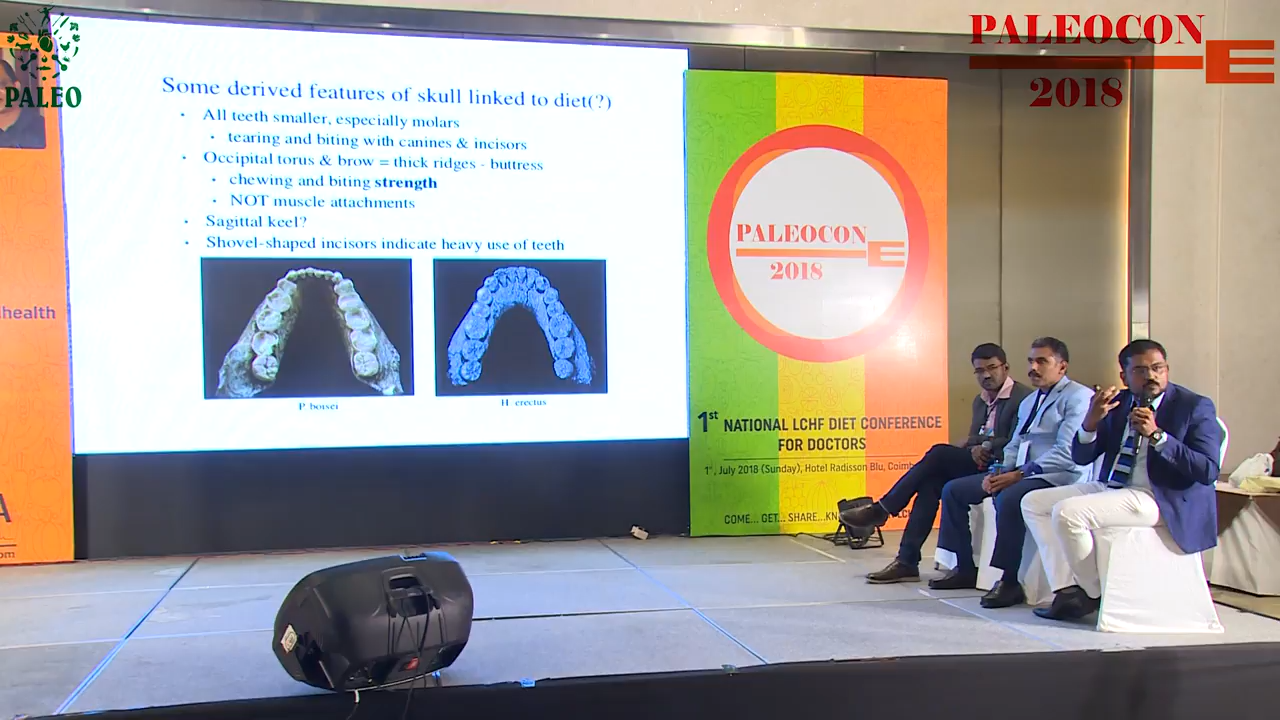 PALEO
PALEOCON E
2018
Some derived features of skull linked to diet(?)
• All teeth smaller, especially molars
• tearing and biting with canines & incisors
• Occipital torus & brow = thick ridges - buttress
• chewing and biting strength
• NOT muscle attachments
• Sagittal keel?
• Shovel-shaped incisors indicate heavy use of teeth
P boisei
H erectus
health
A
om
PALEOCON E
2018
1st NATIONAL LCHF DIET CONFERENCE
FOR DOCTORS
1st, July 2018 (Sunday), Hotel Radisson Blu, Coimb
COME... GET... SHARE...KN